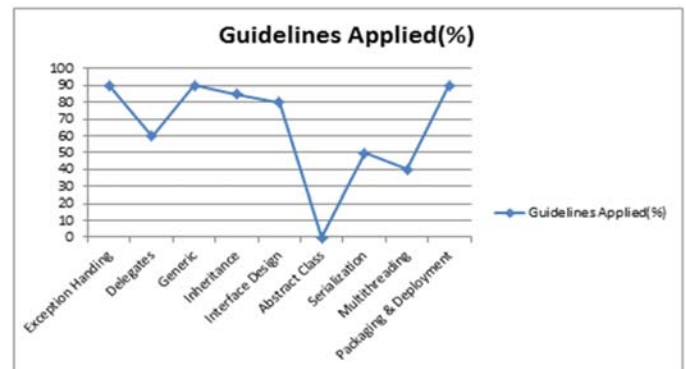 Guidelines Applied(%)
100
90
80
70
60
50
40
30
20
10
0
Exception Handing
Delegates
Generic
Inheritance
Interface Design
Abstract Class
Serialization
Multithreading
Packaging & Deployment
Guidelines Applied(%)